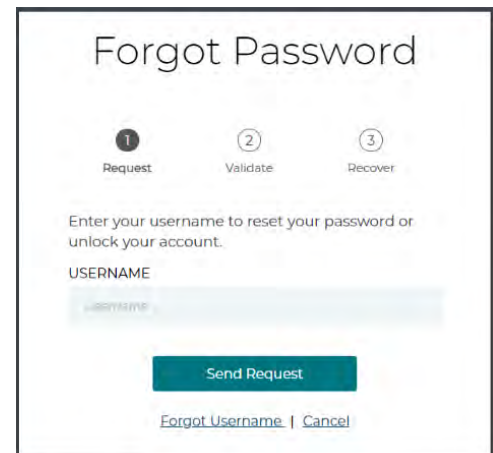 Forgot Password
1 2 3
Request Validate Recover
Enter your username to reset your password or
unlock your account.
USERNAME
username
Send Request
Forgot Username | Cancel